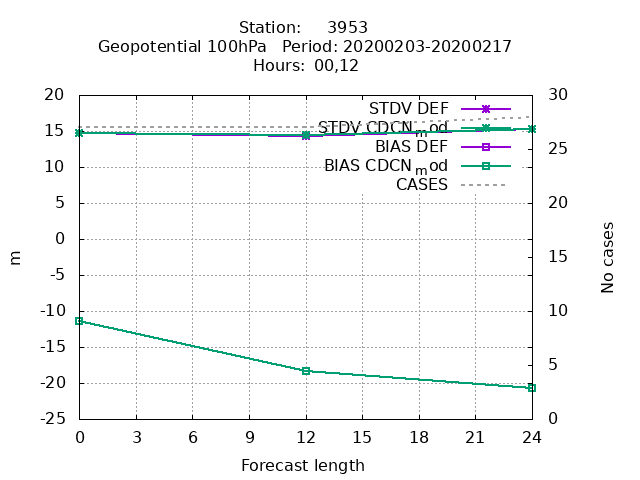 Station: 3953
Geopotential 100hPa Period: 20200203-20200217
Hours: 00,12
STDV DEF
STDV CDCN_mod
BIAS DEF
BIAS CDCN_mod
CASES
20
15
10
5
0
-5
-10
-15
-20
-25
m
30
25
20
15
10
5
0
No cases
0 3 6 9 12 15 18 21 24
Forecast length